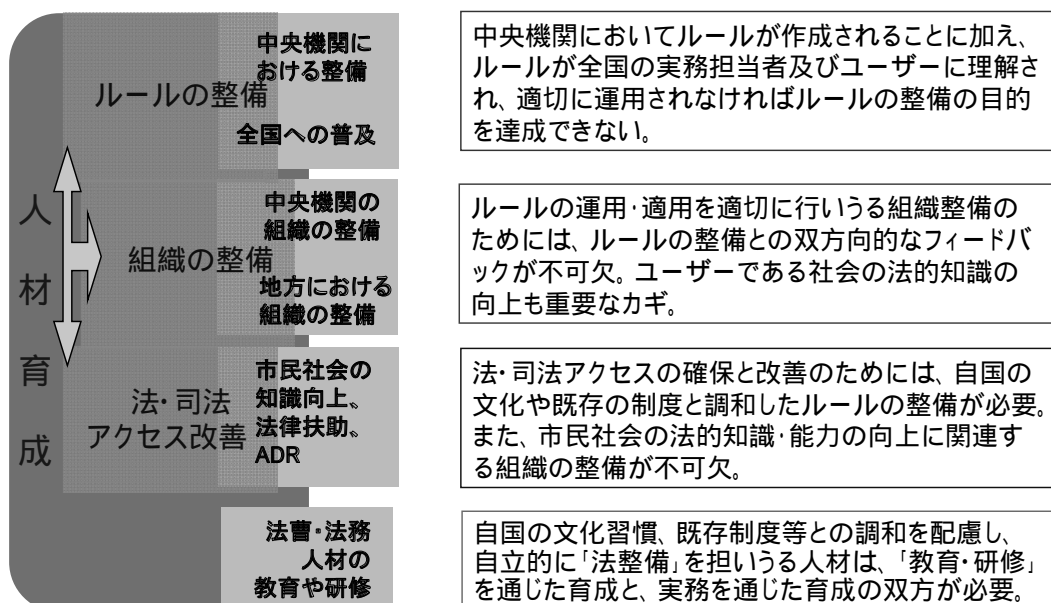 人
材
育
成
ルールの整備
中央機関に
おける整備
全国への普及
中央機関において​ルールが作成されることに加え、
ルールが全国の実務担当者及びユーザーに理解さ
れ、適切に運用されなければルールの整備の目的
を達成できない。
組織の整備
中央機関の
組織の整備
地方における
組織の整備
ルールの運用・適用を適切に行いうる組織整備の
ためには、ルールの整備との双方向的なフィードバ
ックが不可欠。ユーザーである社会の法的知識の
向上も重要なカギ。
法・司法
アクセス改善
市民社会の
知識向上、
法律扶助、
ADR
法・司法アクセスの確保と改善のためには、自国の
文化や既存の制度と調和したルールの整備が必要。
また、市民社会の法的知識・能力の向上に関連す
る組織の整備が不可欠。
法曹・法務
人材の
教育や研修
自国の文化習慣、既存制度等との調和を配慮し、
自立的に「法整備」を担いうる人材は、「教育・研修」
を通じた育成と、実務を通じた育成の双方が必要。